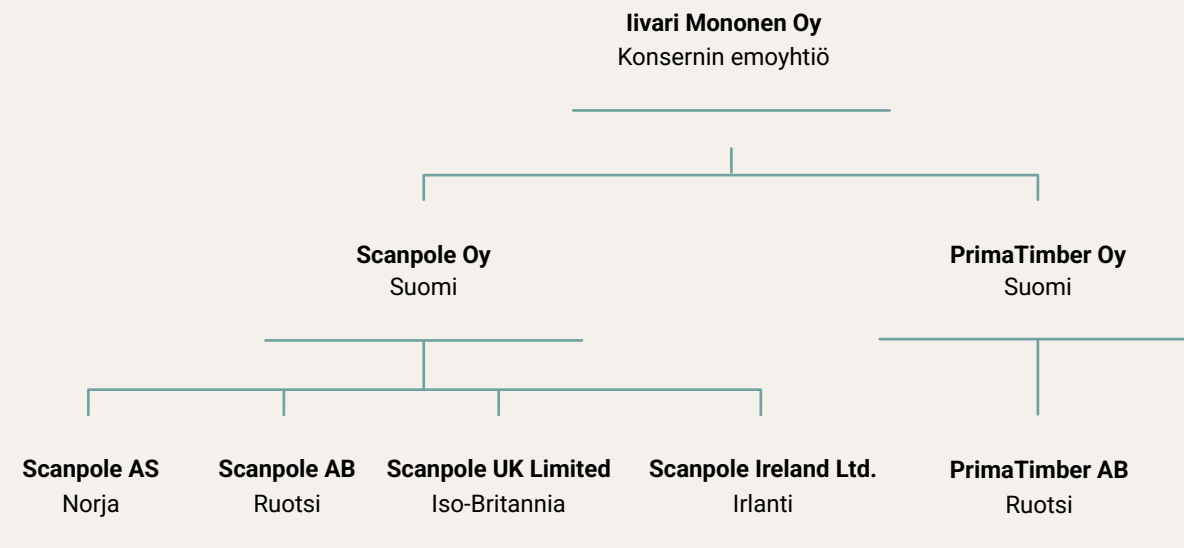 Iivari Mononen Oy
Konsernin emoyhtiö
Scanpole Oy
Suomi
PrimaTimber Oy
Suomi
Scanpole AS
Norja
Scanpole AB
Ruotsi
Scanpole UK Limited
Iso-Britannia
Scanpole Ireland Ltd.
Irlanti
PrimaTimber AB
Ruotsi